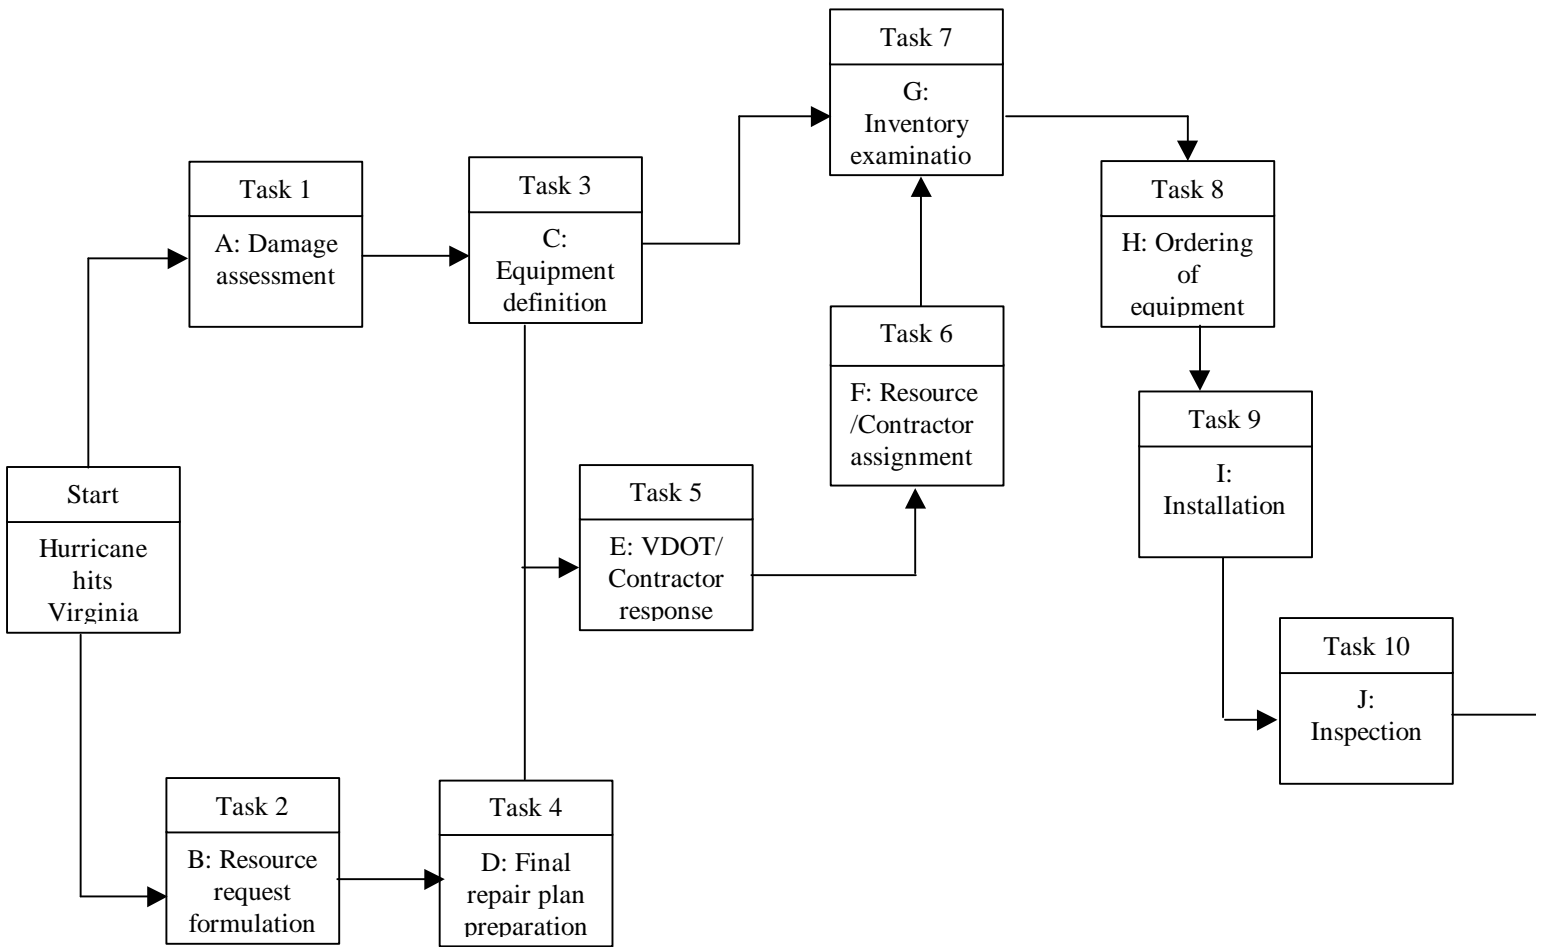 Task 7
G:
Inventory
examinatio
Task 1
A: Damage
assessment
Task 3
C:
Equipment
definition
Task 8
H: Ordering
of
equipment
Task 6
F: Resource
/Contractor
assignment
Task 9
I:
Installation
Start
Hurricane
hits
Virginia
Task 5
E: VDOT/
Contractor
response
Task 10
J:
Inspection
Task 2
B: Resource
request
formulation
Task 4
D: Final
repair plan
preparation